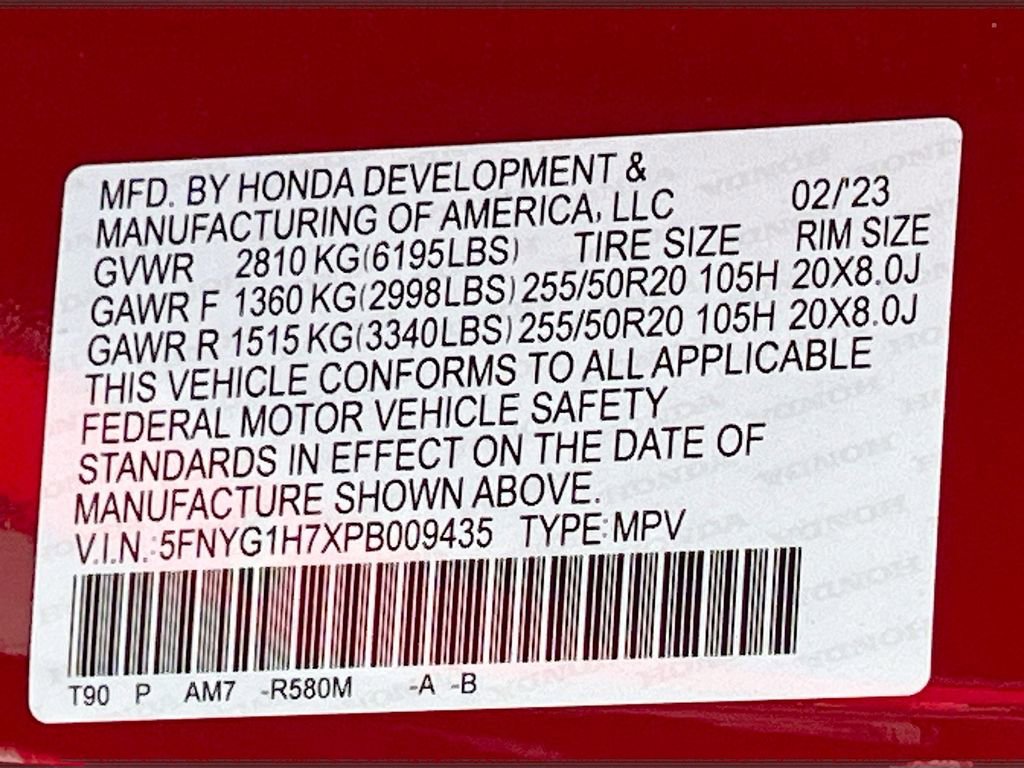 MFD. BY HONDA DEVELOPMENT &
MANUFACTURING OF AMERICA, LLC 02/'23
GVWR 2810 KG(6195LBS) TIRE SIZE RIM SIZE
GAWR F 1360 KG(2998LBS) 255/50R20 105H 20X8.0J
GAWR R 1515 KG(3340LBS) 255/50R20 105H 20X8.0J
THIS VEHICLE CONFORMS TO ALL APPLICABLE
FEDERAL MOTOR VEHICLE SAFETY
STANDARDS IN EFFECT ON THE DATE OF
MANUFACTURE SHOWN ABOVE.
V.I.N.:5FNYG1H7XPB009435 TYPE:MPV
T90 P AM7 -R580M -A -B